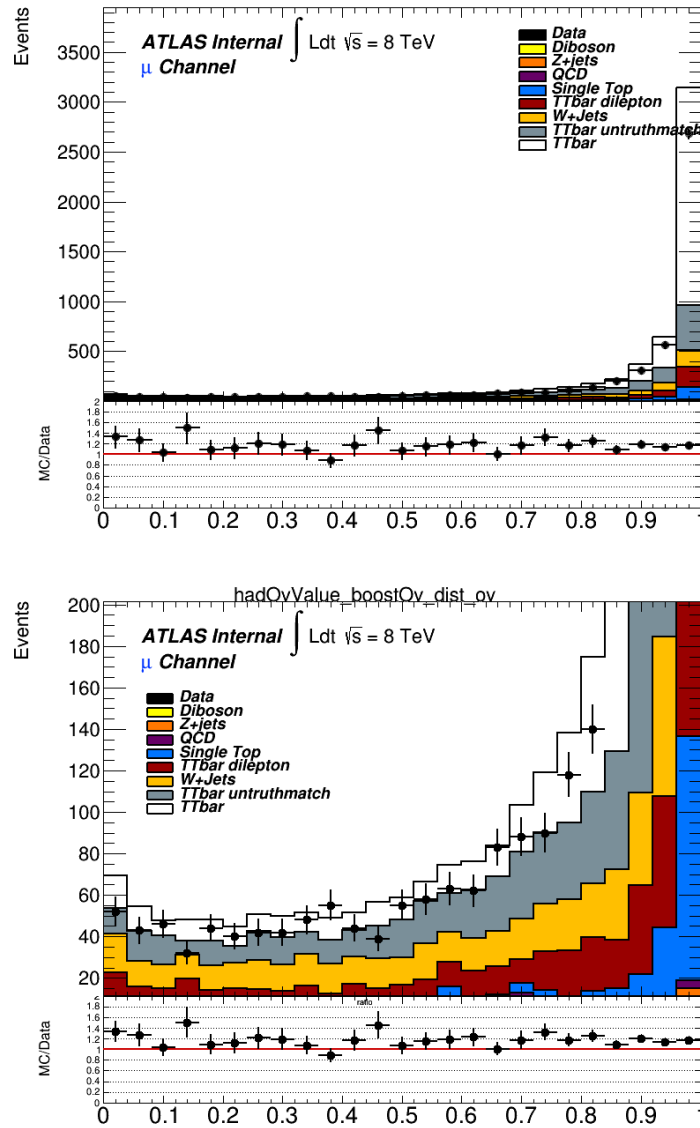 Events
3500
3000
2500
2000
1500
1000
500
ATLAS Internal ∫ Ldt √s = 8 TeV
μ Channel
Data
Diboson
Z+jets
QCD
Single Top
TTbar dilepton
W+Jets
TTbar untruthmatch
TTbar
MC/Data
2
1.8
1.6
1.4
1.2
1
0.8
0.6
0.4
0.2
0
0 0.1 0.2 0.3 0.4 0.5 0.6 0.7 0.8 0.9 1
hadOvValue_boostOv_dist_ov
Events
200
180
160
140
120
100
80
60
40
20
ATLAS Internal ∫ Ldt √s = 8 TeV
μ Channel
Data
Diboson
Z+jets
QCD
Single Top
TTbar dilepton
W+Jets
TTbar untruthmatch
TTbar
ratio
MC/Data
2
1.8
1.6
1.4
1.2
1
0.8
0.6
0.4
0.2
0
0 0.1 0.2 0.3 0.4 0.5 0.6 0.7 0.8 0.9 1